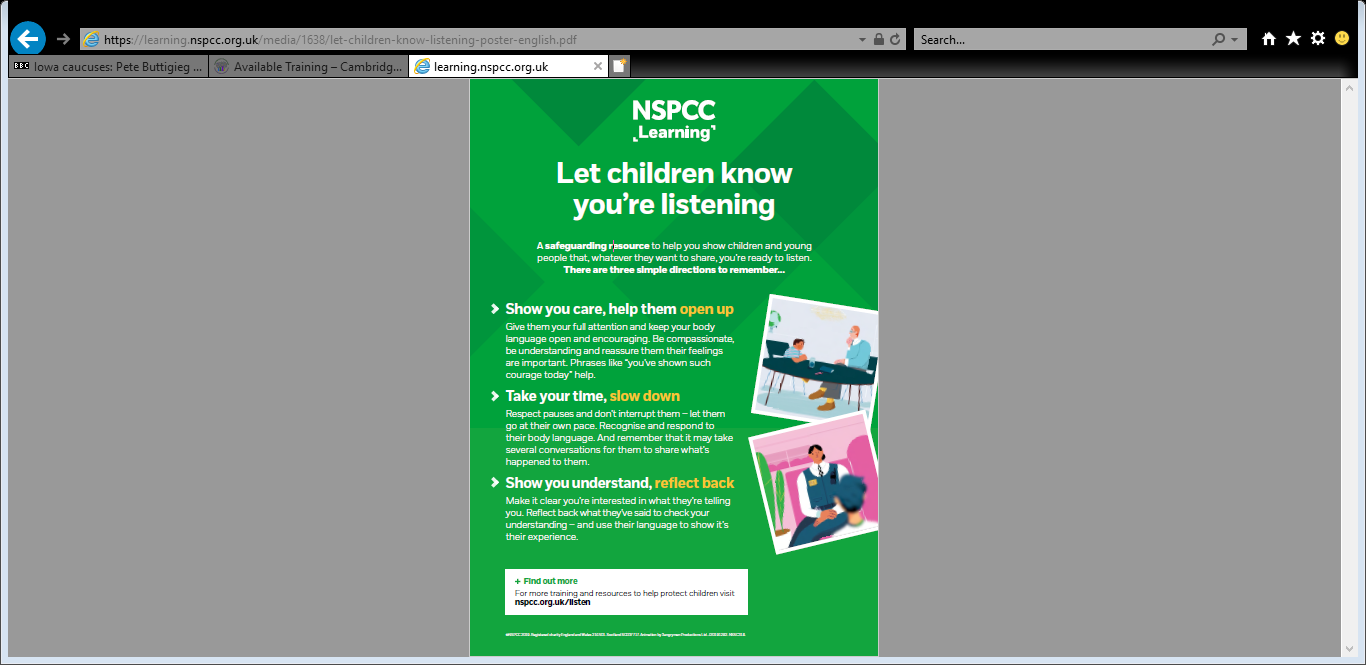 https://learning.nspcc.org.uk/media/1638/let-children-know-listening-poster-english.pdf
Search...
BBC Iowa caucuses: Pete Buttigieg ...
Available Training – Cambridg...
learning.nspcc.org.uk
NSPCC
Learning
Let children know
you're listening
A safeguarding resource to help you show children and young
people that, whatever they want to share, you're ready to listen.
There are three simple directions to remember...
Show you care, help them open up
Give them your full attention and keep your body
language open and encouraging. Be compassionate,
be understanding and reassure them their feelings
are important. Phrases like "you've shown such
courage today" help.
Take your time, slow down
Respect pauses and don't interrupt them – let them
go at their own pace. Recognise and respond to
their body language. And remember that it may take
several conversations for them to share what's
happened to them.
Show you understand, reflect back
Make it clear you're interested in what they're telling
you. Reflect back what they've said to check your
understanding – and use their language to show it's
their experience.
+ Find out more
For more training and resources to help protect children visit
nspcc.org.uk/listen